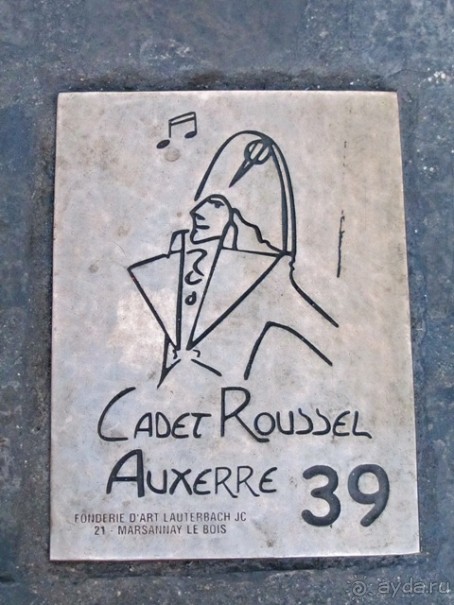 Cadet Roussel
Auxerre 39
FONDERIE D'ART LAUTERBACH JC
21 - MARSANNAY LE BOIS
ayda.ru